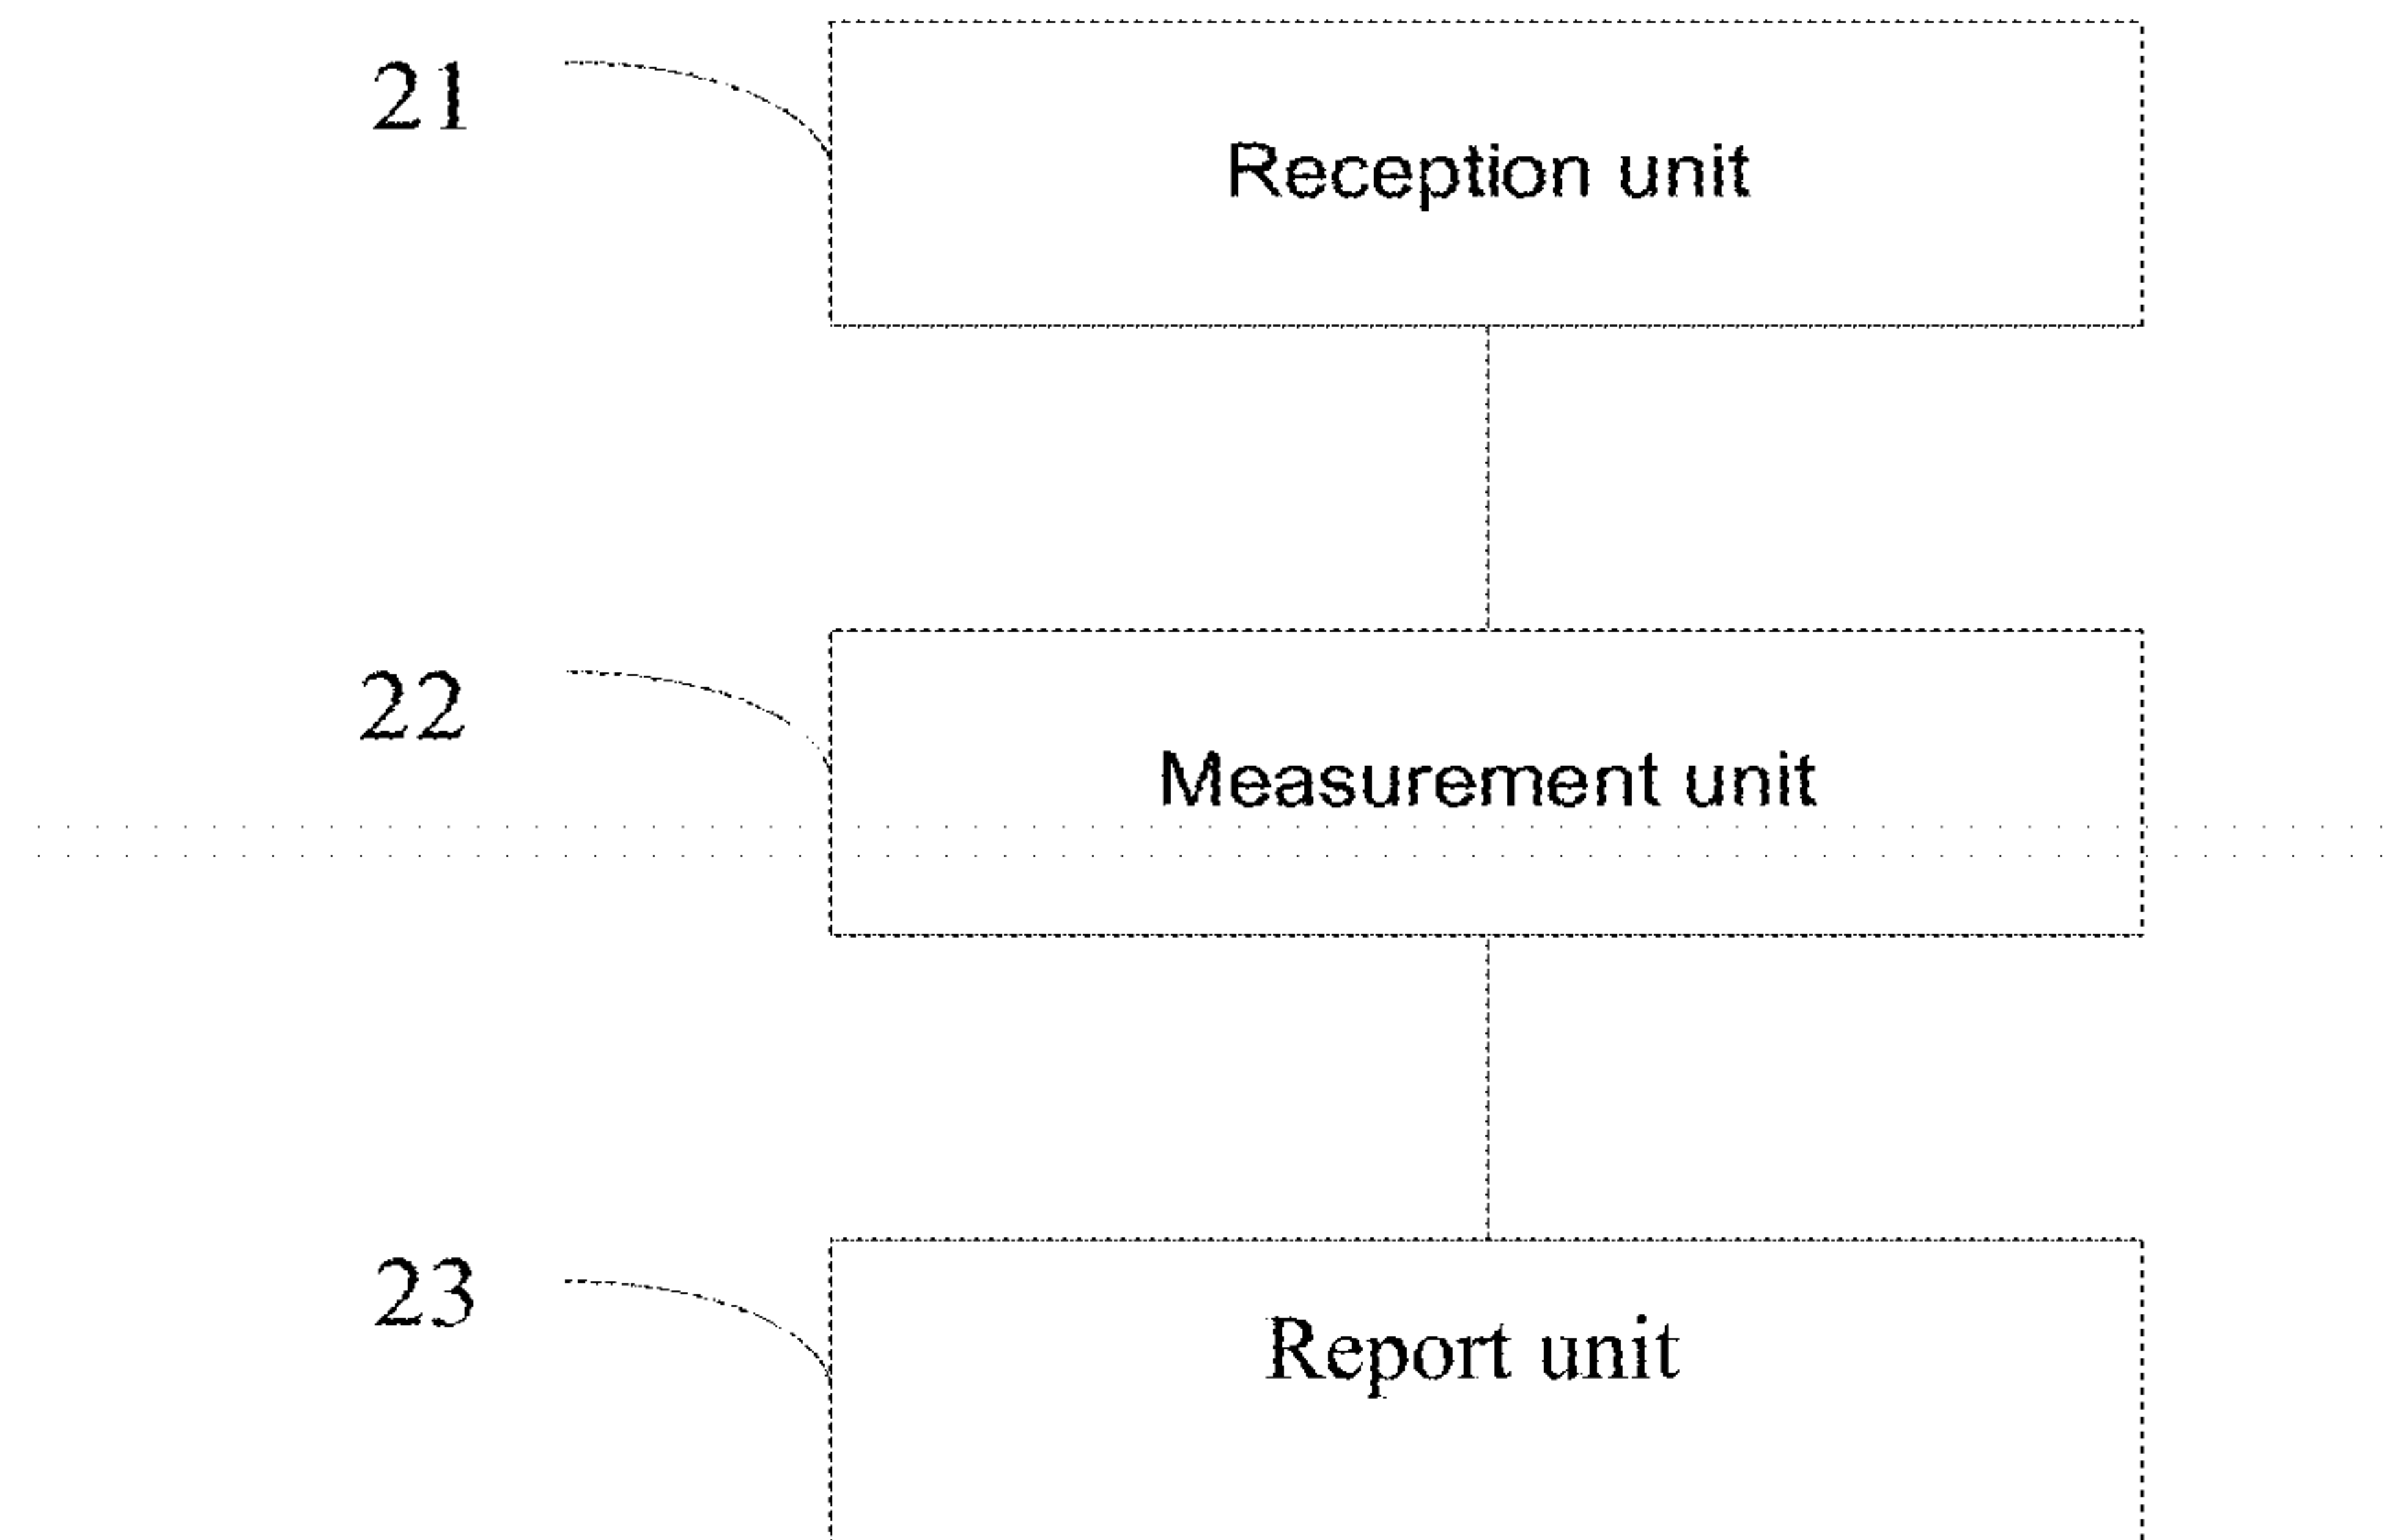 21
Reception unit
22
Measurement unit
23
Report unit